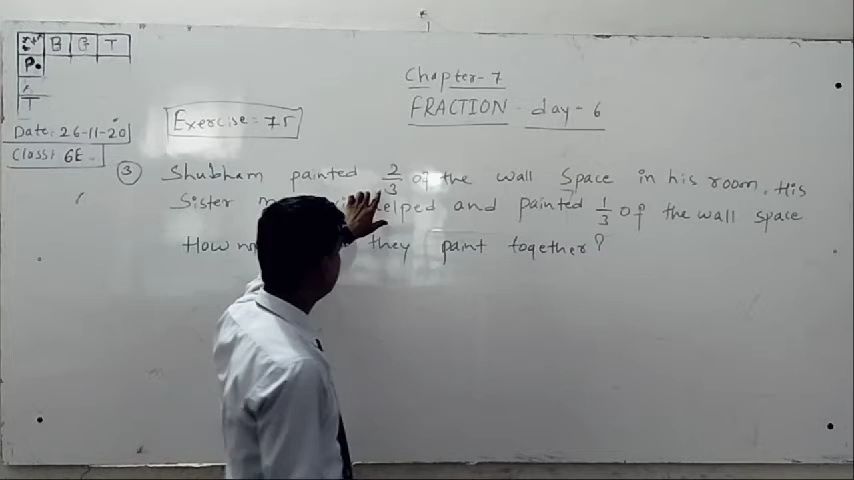 B G T
P.
T
Chapter-7
FRACTION. day-6
Exercise = 7.5
Date: 26-11-20
Class: 6E
3 Shubham painted 2/3 of the wall Space in his room. His
Sister helped and painted 1/3 of the wall space
How they paint together?